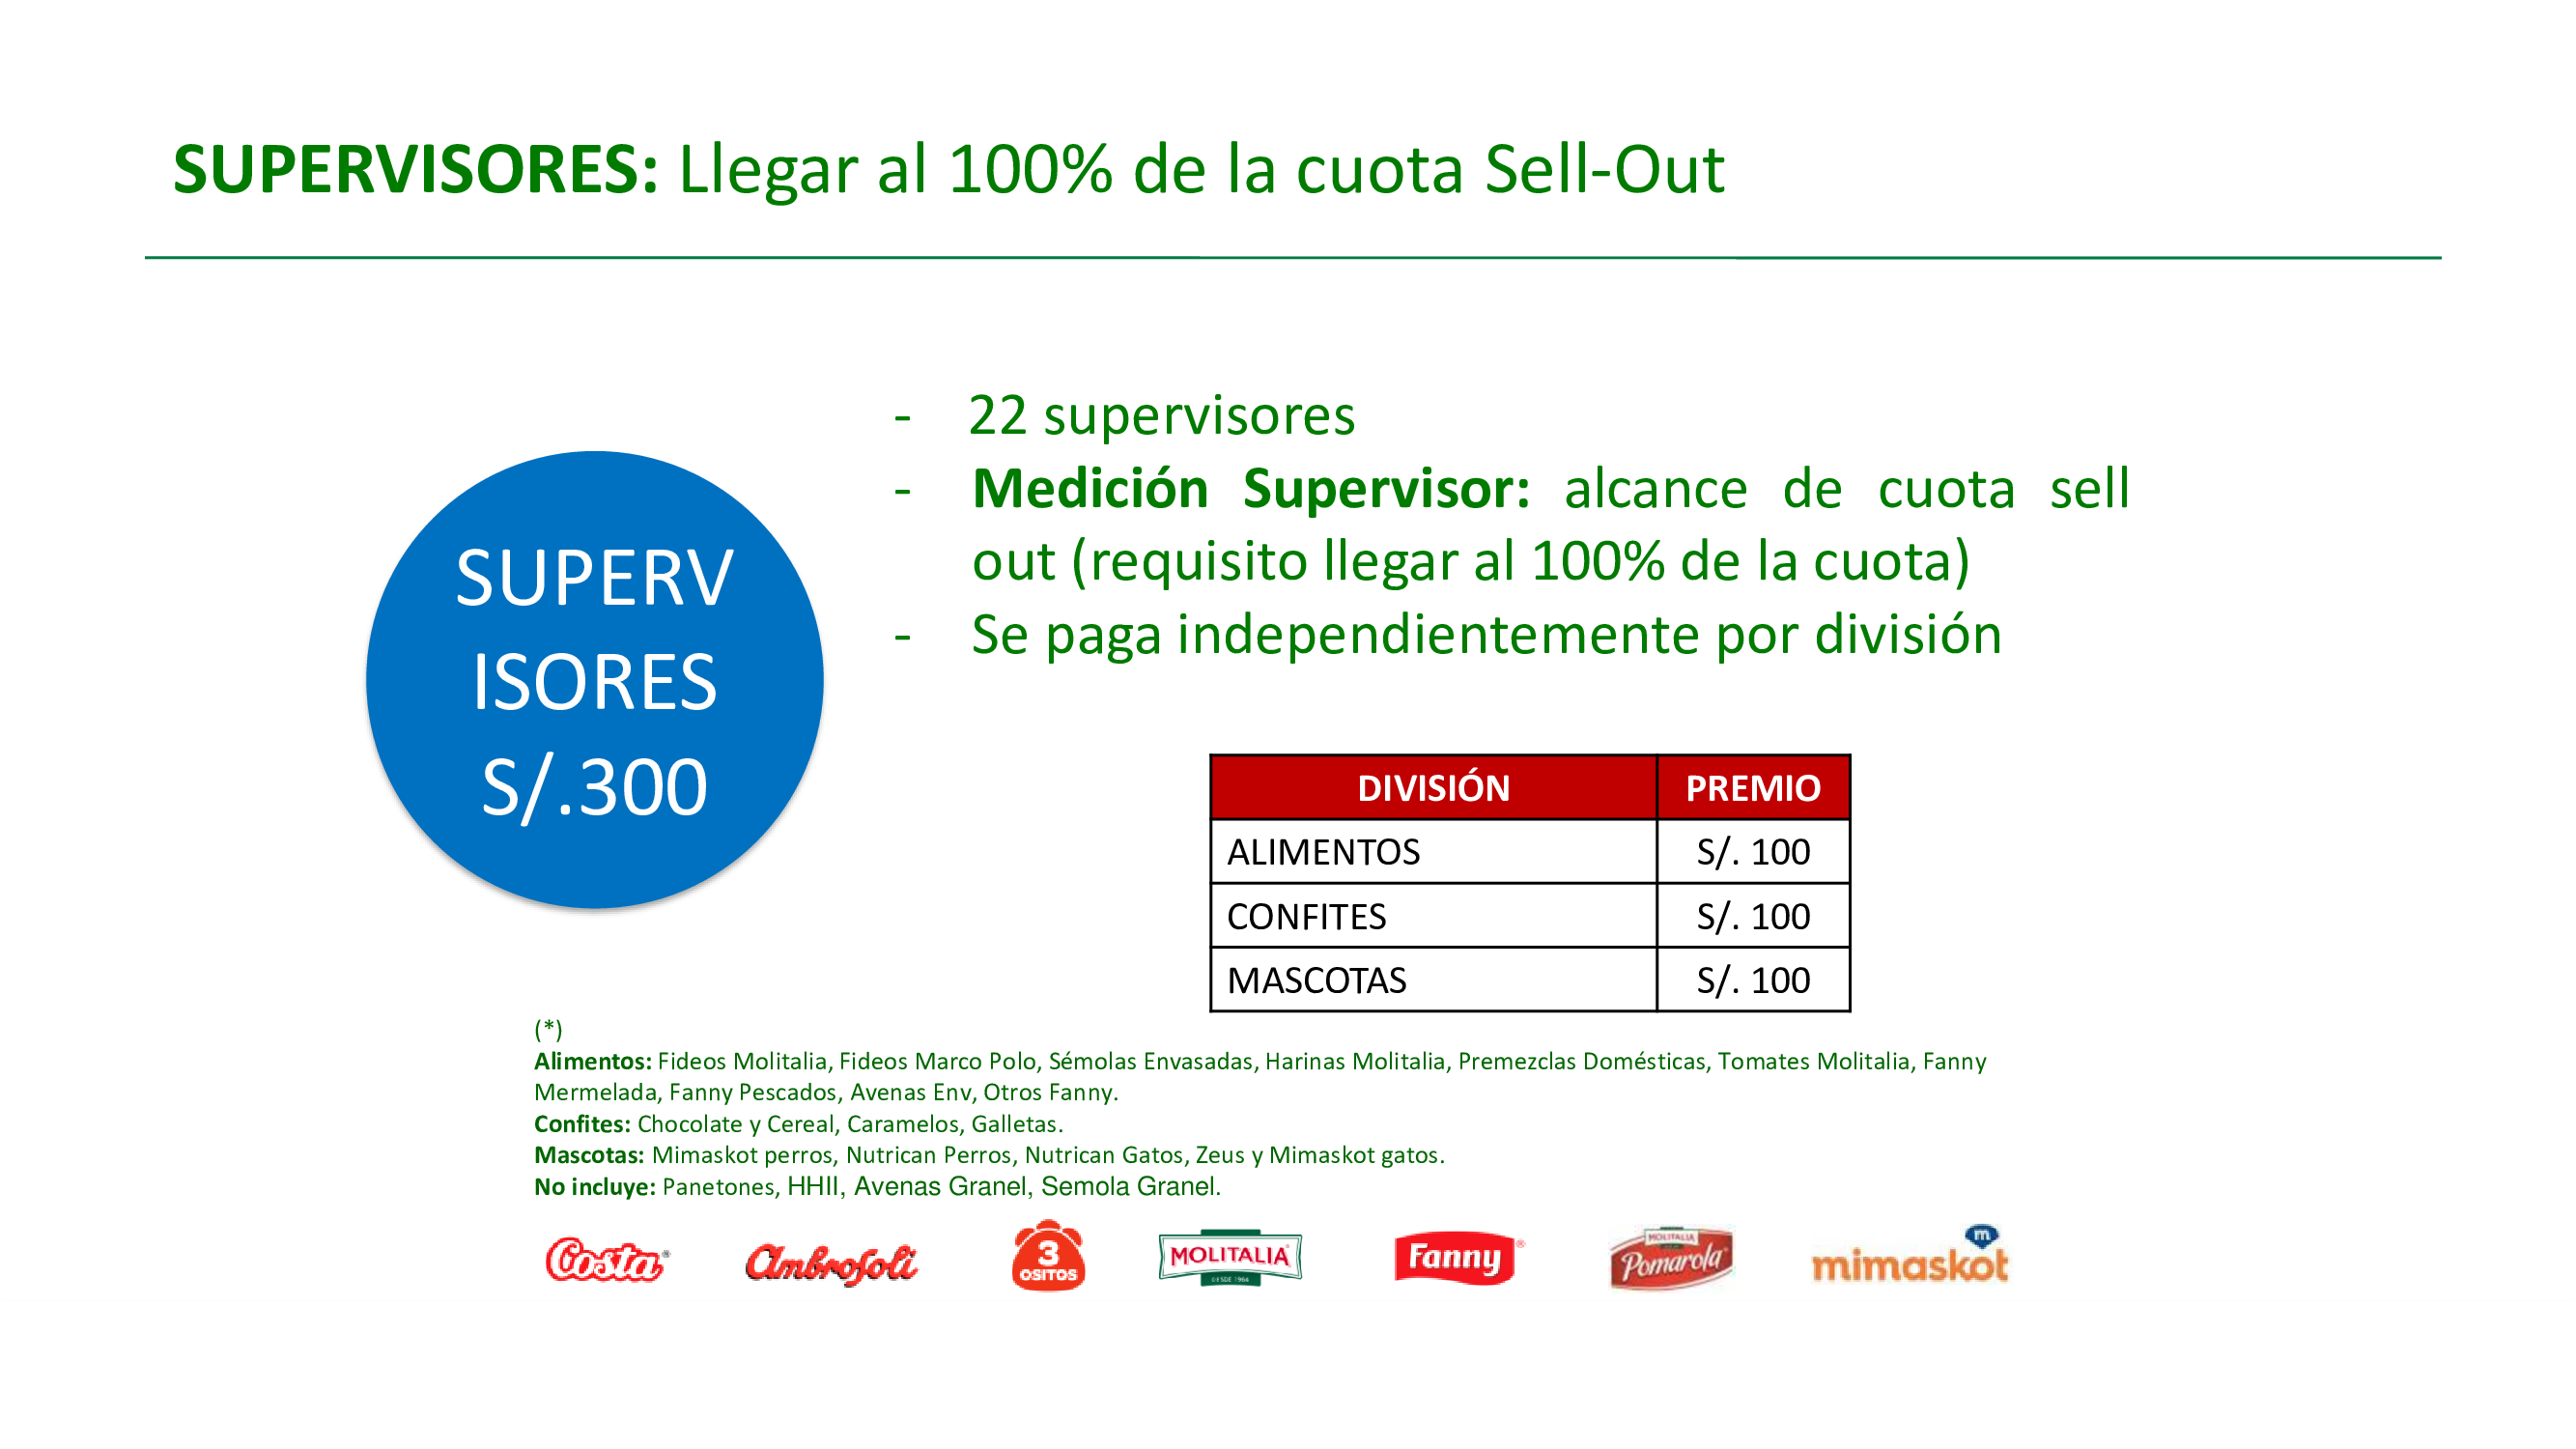 SUPERVISORES: Llegar al 100% de la cuota Sell-Out
SUPERV
ISORES
S/.300
- 22 supervisores
- Medición Supervisor: alcance de cuota sell
out (requisito llegar al 100% de la cuota)
- Se paga independientemente por división
DIVISIÓN PREMIO
ALIMENTOS S/. 100
CONFITES S/. 100
MASCOTAS S/. 100
(*)
Alimentos: Fideos Molitalia, Fideos Marco Polo, Sémolas Envasadas, Harinas Molitalia, Premezclas Domésticas, Tomates Molitalia, Fanny
Mermelada, Fanny Pescados, Avenas Env, Otros Fanny.
Confites: Chocolate y Cereal, Caramelos, Galletas.
Mascotas: Mimaskot perros, Nutrican Perros, Nutrican Gatos, Zeus y Mimaskot gatos.
No incluye: Panetones, HHII, Avenas Granel, Semola Granel.
Costa®
Ambrosoli
3 OSITOS
MOLITALIA DESDE 1964
Fanny®
MOLITALIA Pomarola
m mimaskot